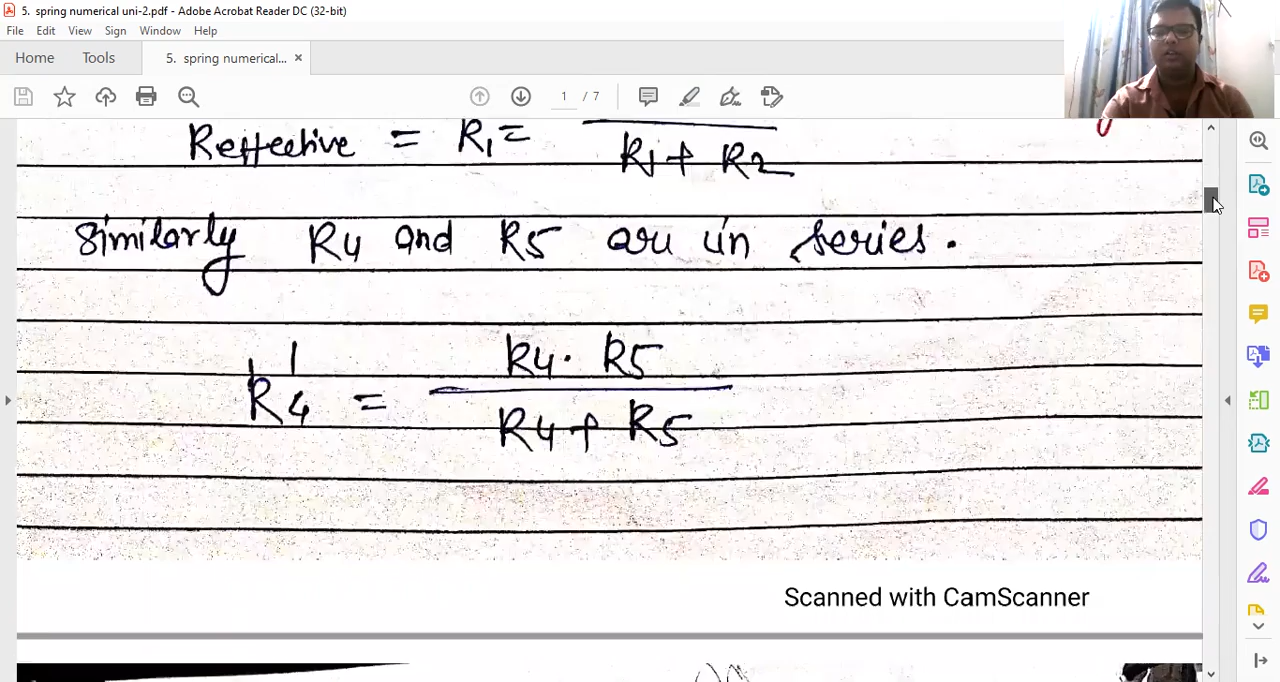 5. spring numerical uni-2.pdf - Adobe Acrobat Reader DC (32-bit)
File Edit View Sign Window Help
Home Tools 5. spring numerical... ×
1 / 7
Reffective = R1 =
R1 + R2
Similarly R4 and R5 are in series.
R4' = R4 . R5
R4 + R5
Scanned with CamScanner